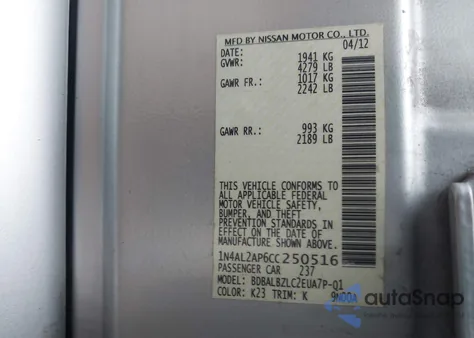 MFD BY NISSAN MOTOR CO., LTD.
DATE: 04/12
GVWR: 1941 KG
4279 LB
GAWR FR.: 1017 KG
2242 LB
GAWR RR.: 993 KG
2189 LB
THIS VEHICLE CONFORMS TO
ALL APPLICABLE FEDERAL
MOTOR VEHICLE SAFETY,
BUMPER, AND THEFT
PREVENTION STANDARDS IN
EFFECT ON THE DATE OF
MANUFACTURE SHOWN ABOVE.
1N4AL2AP6CC250516
PASSENGER CAR 237
MODEL: BDBALBZLC2EUA7P-Q1
COLOR: K23 TRIM: K 9N00A
autoSnap